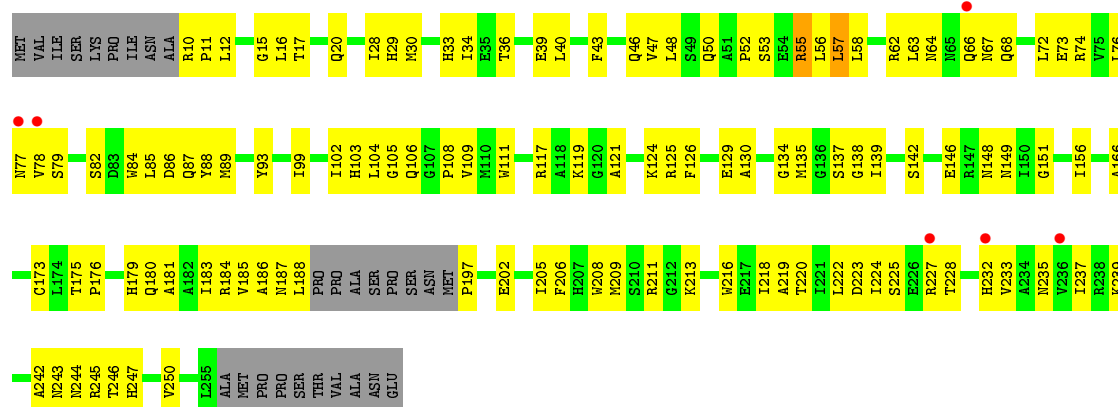 MET VAL ILE SER LYS PRO ILE ASN ALA R10 P11 L12 G15 L16 T17 Q20 I28 H29 M30 H33 I34 E35 T36 E39 L40 F43 Q46 V47 L48 S49 Q50 A51 P52 S53 E54 R55 L56 L57 L58 R62 L63 N64 N65 Q66 N67 Q68 L72 E73 R74 V75 L76
N77 V78 S79 S82 D83 W84 L85 D86 Q87 Y88 M89 Y93 I99 I102 H103 L104 G105 Q106 G107 P108 V109 M110 W111 R117 A118 K119 G120 A121 K124 R125 F126 E129 A130 G134 M135 G136 S137 G138 I139 S142 E146 R147 N148 N149 I150 G151 I156 A166
C173 L174 T175 P176 H179 Q180 A181 A182 I183 R184 V185 A186 N187 L188 PRO PRO ALA SER PRO SER ASN MET P197 E202 I205 F206 H207 W208 M209 S210 R211 G212 K213 W216 E217 I218 A219 T220 I221 L222 D223 I224 S225 E226 R227 T228 H232 V233 A234 N235 V236 I237 R238 K239
A242 N243 N244 R245 T246 H247 V250 L255 ALA MET PRO PRO SER THR VAL ALA ASN GLU